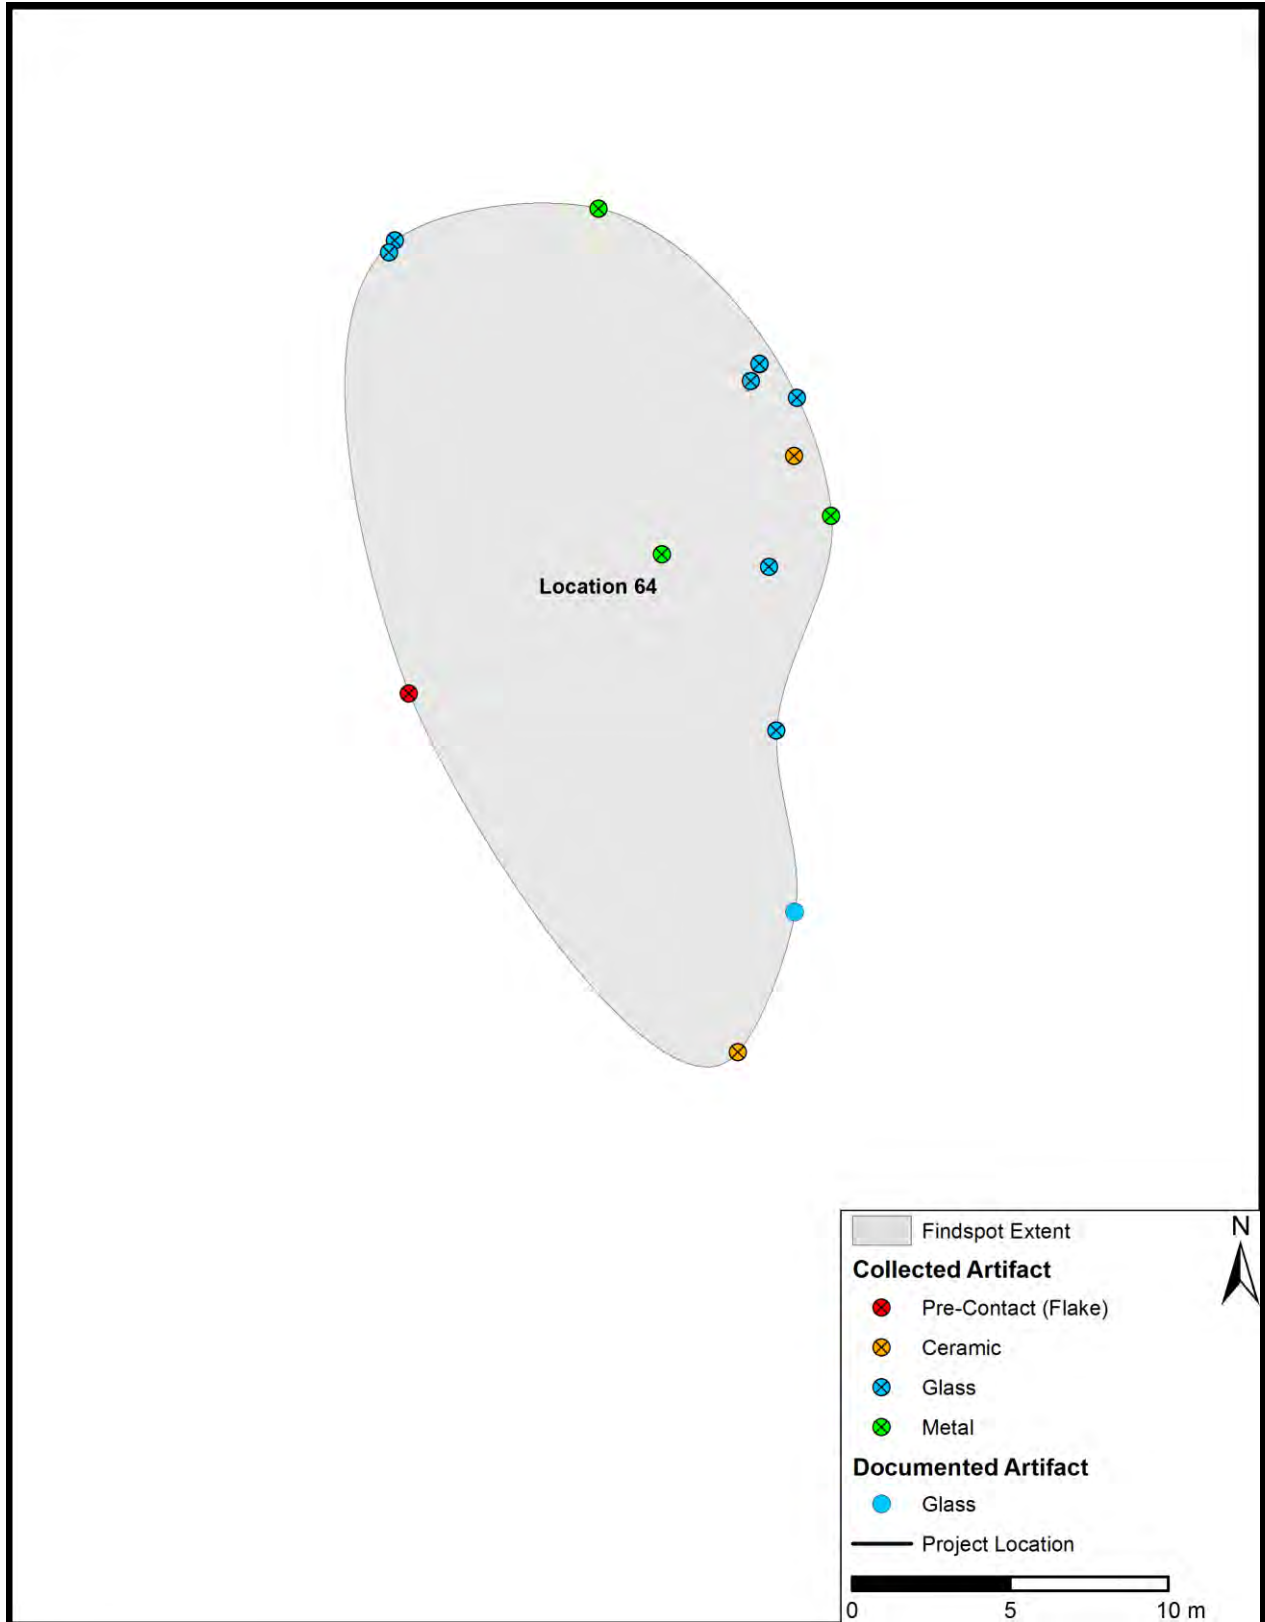 Location 64
Findspot Extent
N
Collected Artifact
Pre-Contact (Flake)
Ceramic
Glass
Metal
Documented Artifact
Glass
Project Location
0 5 10 m